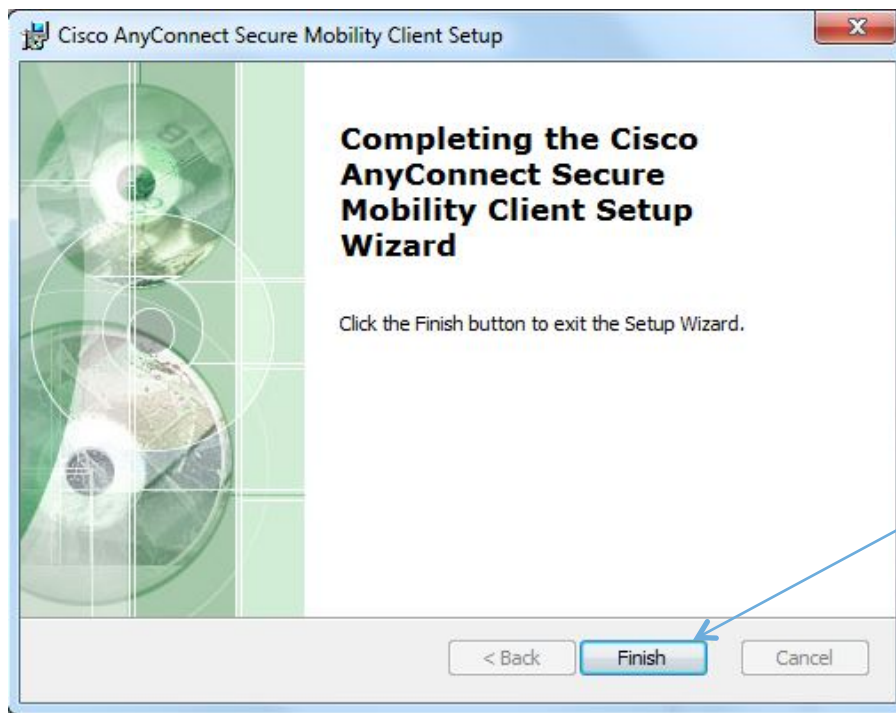 Cisco AnyConnect Secure Mobility Client Setup
Completing the Cisco
AnyConnect Secure
Mobility Client Setup
Wizard
Click the Finish button to exit the Setup Wizard.
< Back
Finish
Cancel